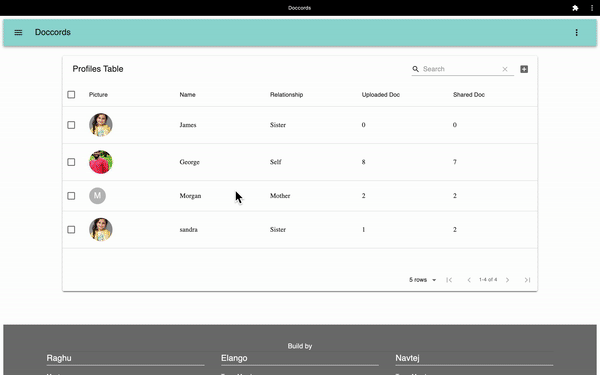 Doccords
Doccords
Profiles Table
Search
Picture Name Relationship Uploaded Doc Shared Doc
James Sister 0 0
George Self 8 7
M Morgan Mother 2 2
sandra Sister 1 2
5 rows 1-4 of 4
Build by
Raghu Elango Navtej